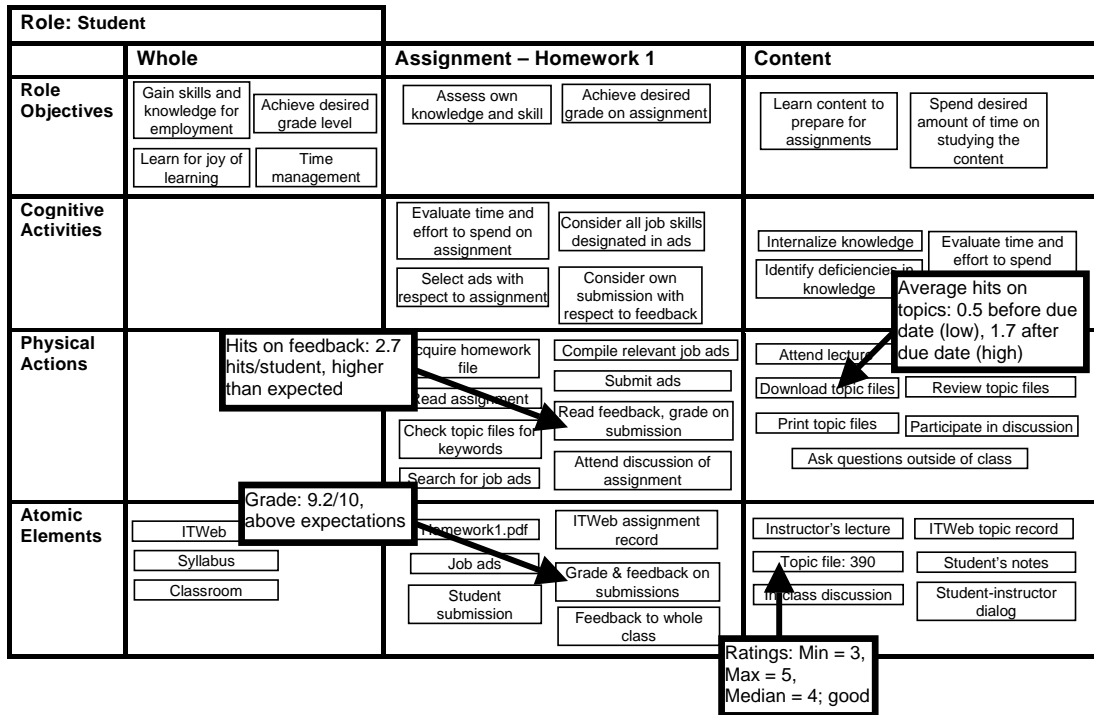 Role: Student
Whole
Assignment – Homework 1
Content
Role
Objectives
Gain skills and
knowledge for
employment
Achieve desired
grade level
Learn for joy of
learning
Time
management
Assess own
knowledge and skill
Achieve desired
grade on assignment
Learn content to
prepare for
assignments
Spend desired
amount of time on
studying the
content
Cognitive
Activities
Evaluate time and
effort to spend on
assignment
Consider all job skills
designated in ads
Select ads with
respect to assignment
Consider own
submission with
respect to feedback
Internalize knowledge
Evaluate time and
effort to spend
Identify deficiencies in
knowledge
Average hits on
topics: 0.5 before due
date (low), 1.7 after
due date (high)
Physical
Actions
Hits on feedback: 2.7
hits/student, higher
than expected
cquire homework
file
Compile relevant job ads
Submit ads
Read assignment
Read feedback, grade on
submission
Check topic files for
keywords
Search for job ads
Attend discussion of
assignment
Attend lecture
Download topic files
Review topic files
Print topic files
Participate in discussion
Ask questions outside of class
Grade: 9.2/10,
above expectations
Atomic
Elements
ITWeb
Syllabus
Classroom
Homework1.pdf
ITWeb assignment
record
Job ads
Grade & feedback on
submissions
Student
submission
Feedback to whole
class
Instructor's lecture
ITWeb topic record
Topic file: 390
Student's notes
In class discussion
Student-instructor
dialog
Ratings: Min = 3,
Max = 5,
Median = 4; good